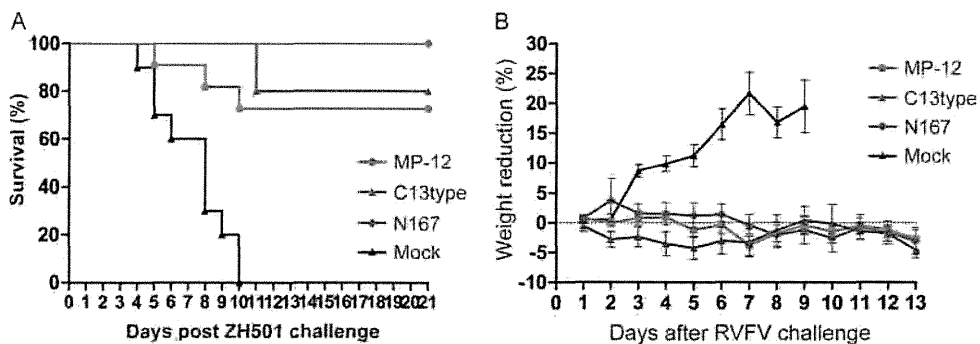 A
B
100
80
60
40
20
0
Survival (%)
MP-12
C13type
N167
Mock
0 1 2 3 4 5 6 7 8 9 10 11 12 13 14 15 16 17 18 19 20 21
Days post ZH501 challenge
30
25
20
15
10
5
0
-5
-10
Weight reduction (%)
MP-12
C13type
N167
Mock
0 1 2 3 4 5 6 7 8 9 10 11 12 13
Days after RVFV challenge